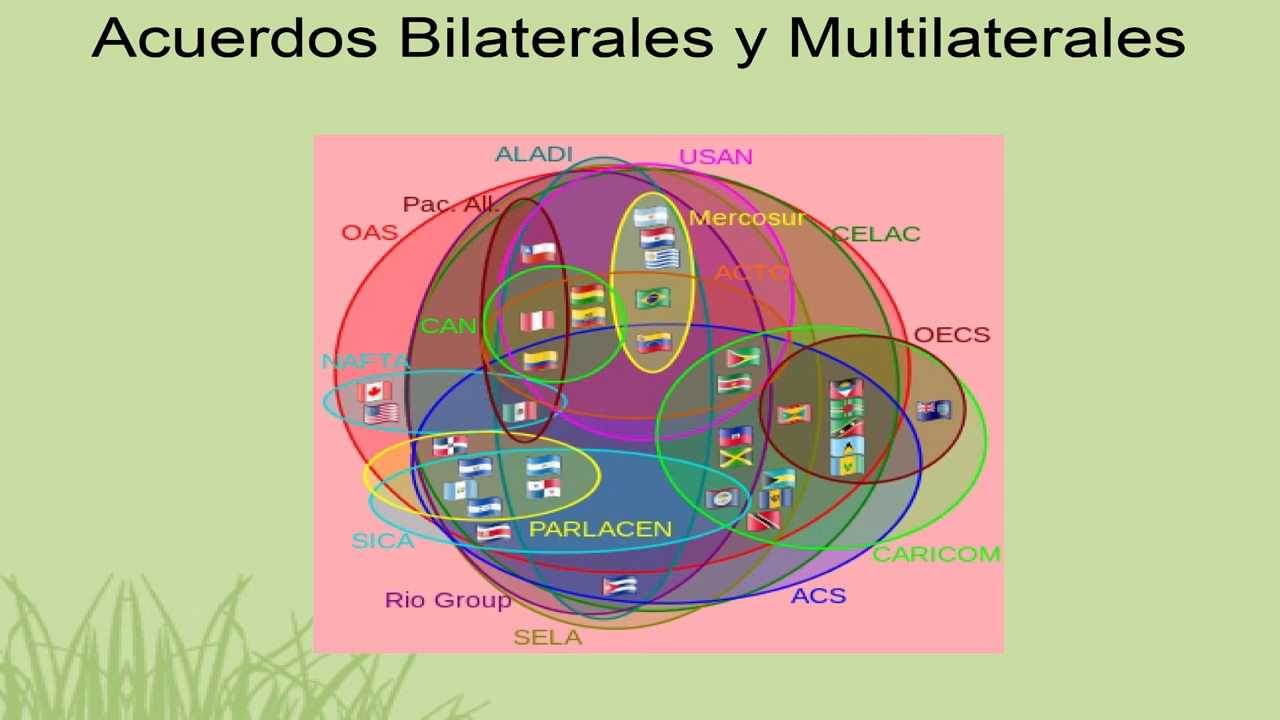 Acuerdos Bilaterales y Multilaterales
ALADI
USAN
Pac. All.
Mercosur
OAS
CELAC
ACTO
CAN
OECS
NAFTA
PARLACEN
SICA
CARICOM
ACS
Rio Group
SELA